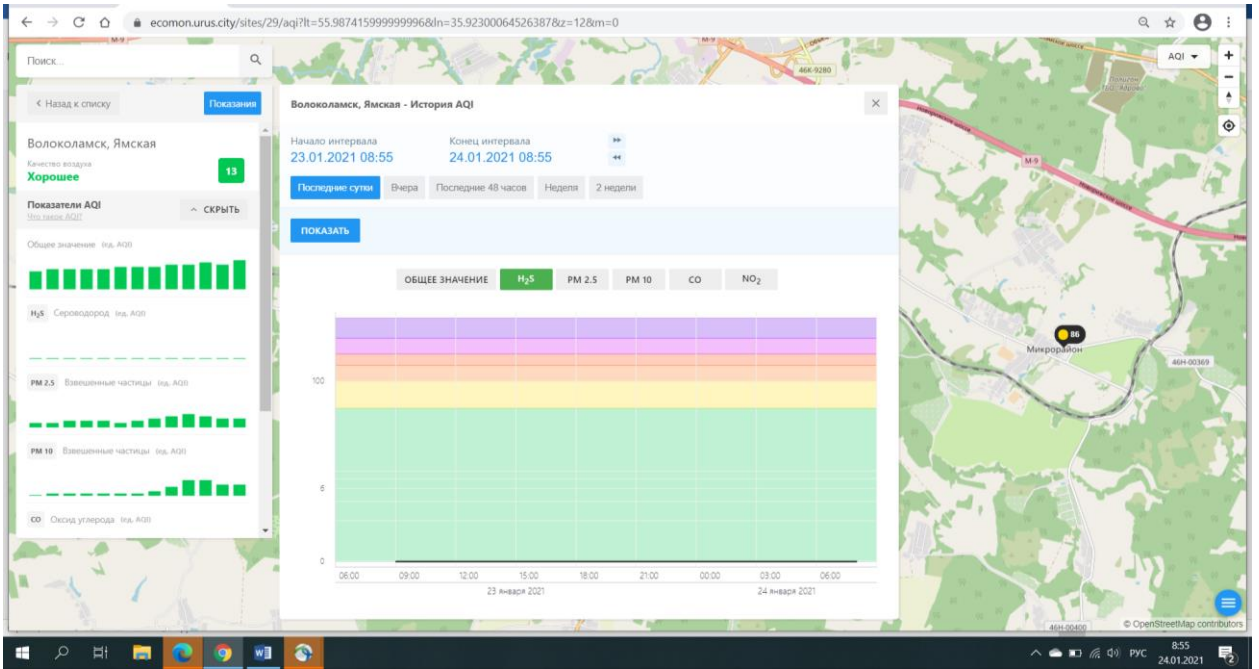 ecomon.urus.city/sites/29/aqi?lt=55.987415999999996&ln=35.92300064526387&z=12&m=0
М-9
М-9
46К-9280
Поиск...
AQI
+
−
Назад к списку
Показания
Волоколамск, Ямская
Качество воздуха
Хорошее
13
Показатели AQI
Что такое AQI?
СКРЫТЬ
Общее значение (ед. AQI)
H2S Сероводород (ед. AQI)
PM 2.5 Взвешенные частицы (ед. AQI)
PM 10 Взвешенные частицы (ед. AQI)
CO Оксид углерода (ед. AQI)
Волоколамск, Ямская - История AQI
Начало интервала
23.01.2021 08:55
Конец интервала
24.01.2021 08:55
Последние сутки
Вчера
Последние 48 часов
Неделя
2 недели
ПОКАЗАТЬ
ОБЩЕЕ ЗНАЧЕНИЕ
H2S
PM 2.5
PM 10
CO
NO2
100
6
0
06:00 09:00 12:00 15:00 18:00 21:00 00:00 03:00 06:00
23 января 2021
24 января 2021
М-9
86
Микрорайон
46Н-00369
46Н-00400
© OpenStreetMap contributors
РУС
8:55
24.01.2021
2